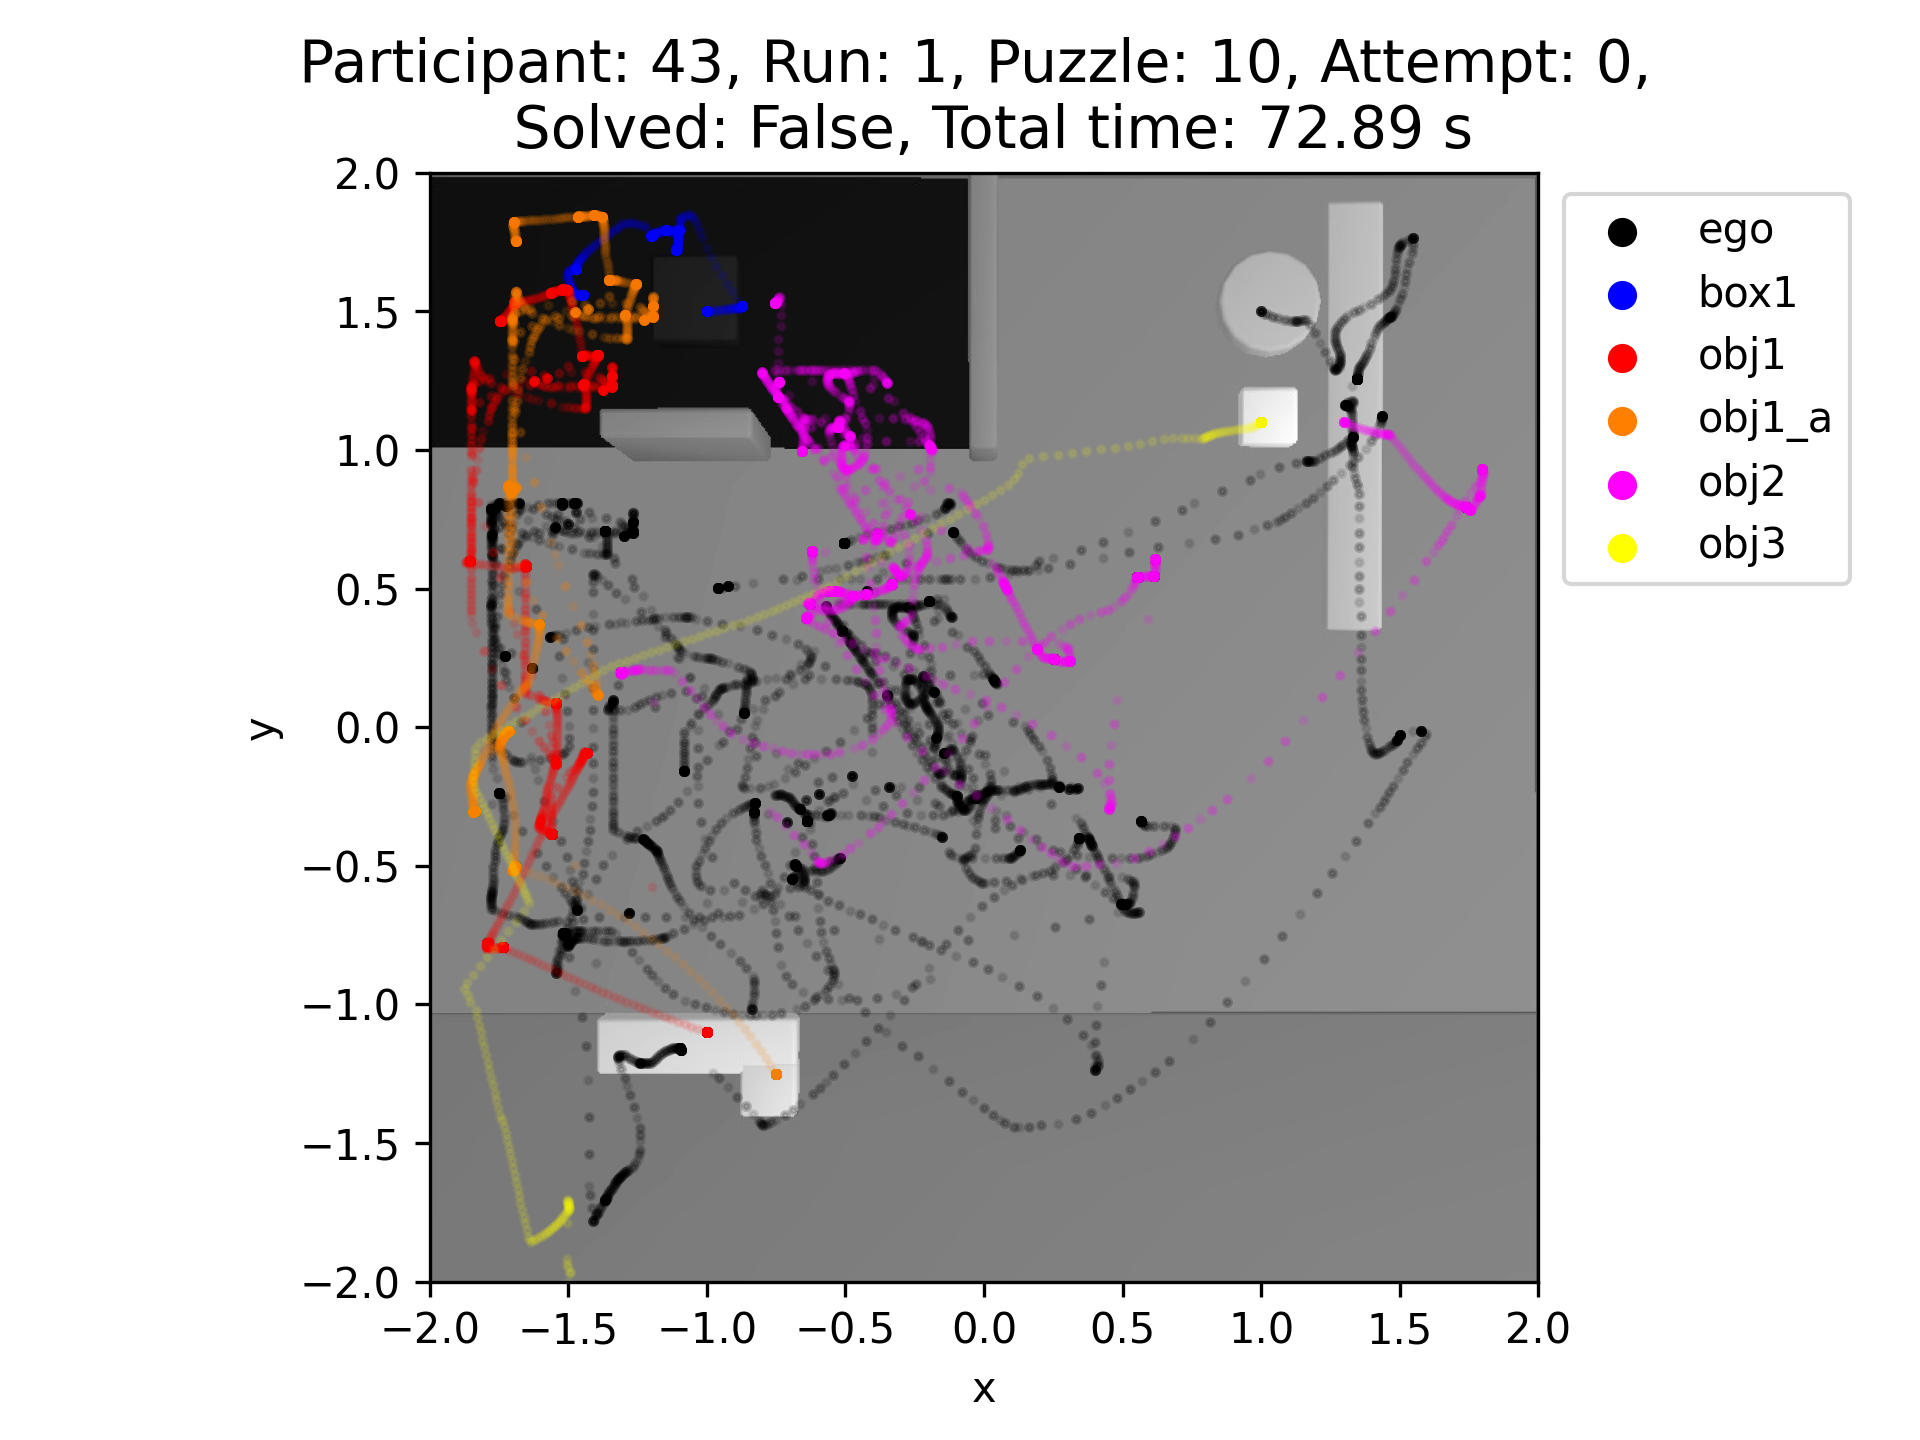 Participant: 43, Run: 1, Puzzle: 10, Attempt: 0,
Solved: False, Total time: 72.89 s
2.0
1.5
1.0
0.5
0.0
−0.5
−1.0
−1.5
−2.0
y
−2.0 −1.5 −1.0 −0.5 0.0 0.5 1.0 1.5 2.0
x
ego
box1
obj1
obj1_a
obj2
obj3